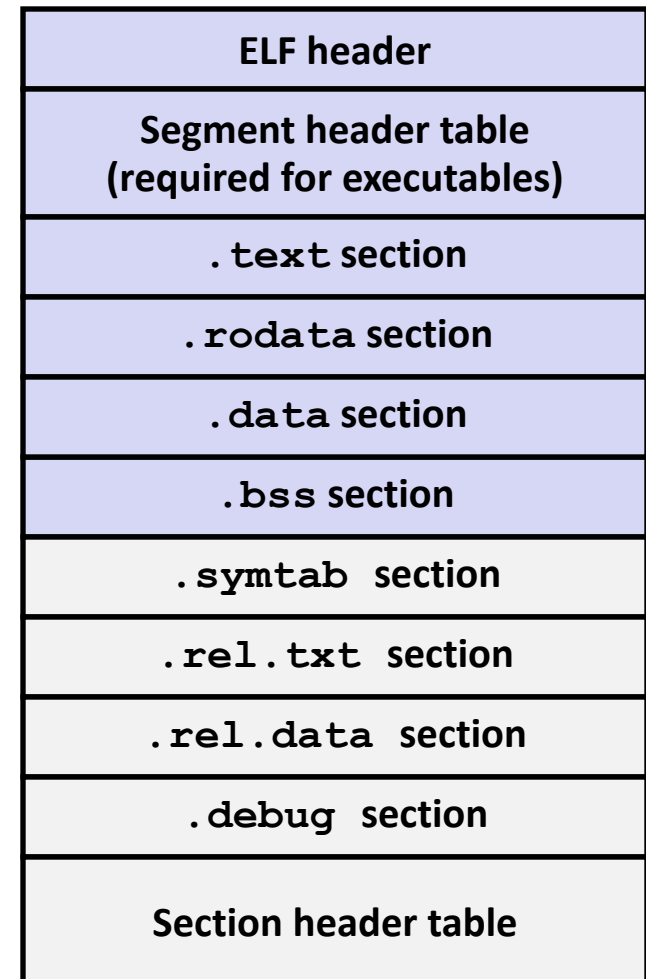 ELF header
Segment header table
(required for executables)
.text section
.rodata section
.data section
.bss section
.symtab section
.rel.txt section
.rel.data section
.debug section
Section header table